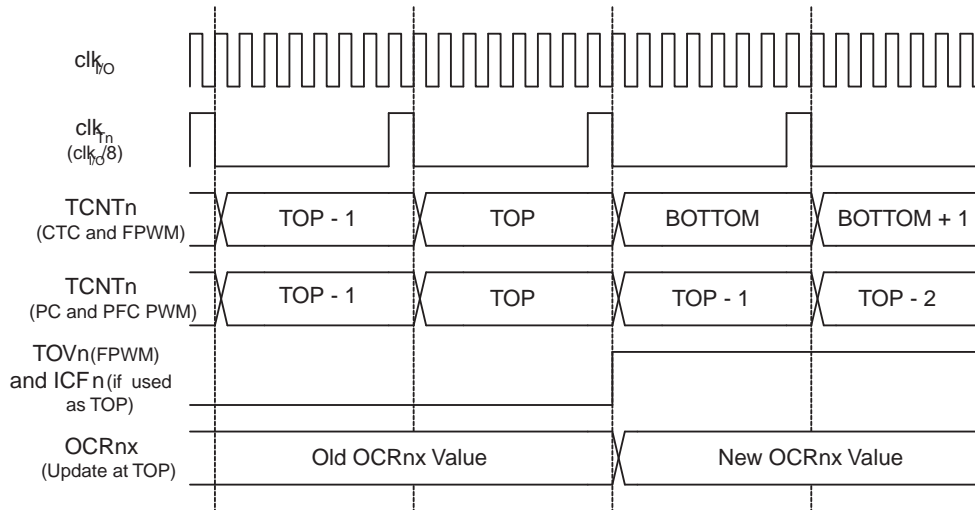 clkI/O
clkTn
(clkI/O/8)
TCNTn
(CTC and FPWM)
TOP - 1 TOP BOTTOM BOTTOM + 1
TCNTn
(PC and PFC PWM)
TOP - 1 TOP TOP - 1 TOP - 2
TOVn(FPWM)
and ICFn(if used
as TOP)
OCRnx
(Update at TOP)
Old OCRnx Value New OCRnx Value